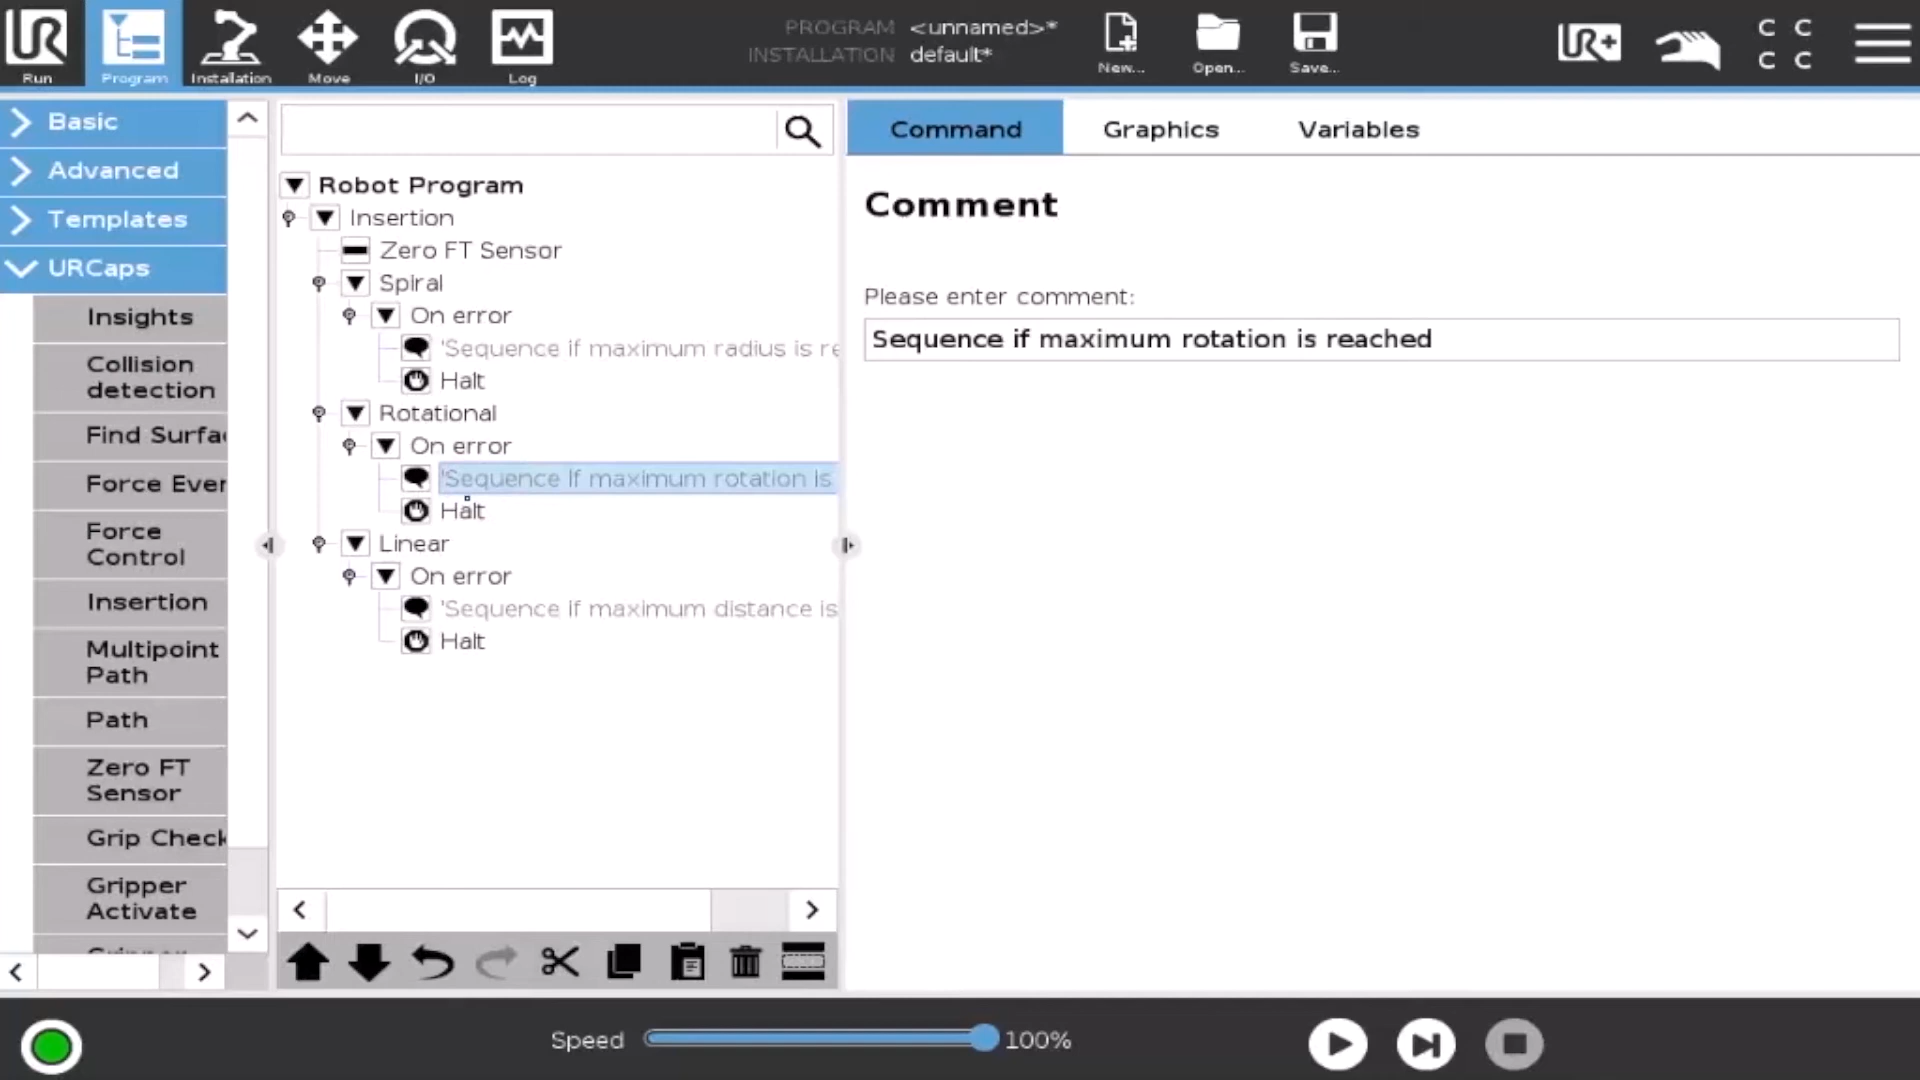 Run
Program
Installation
Move
I/O
Log
PROGRAM <unnamed>*
INSTALLATION default*
New...
Open...
Save...
UR+
C C
C C
Basic
Advanced
Templates
URCaps
Insights
Collision
detection
Find Surfa
Force Ever
Force
Control
Insertion
Multipoint
Path
Path
Zero FT
Sensor
Grip Check
Gripper
Activate
Robot Program
Insertion
Zero FT Sensor
Spiral
On error
'Sequence if maximum radius is re
Halt
Rotational
On error
'Sequence if maximum rotation is
Halt
Linear
On error
'Sequence if maximum distance is
Halt
Command
Graphics
Variables
Comment
Please enter comment:
Sequence if maximum rotation is reached
Speed
100%